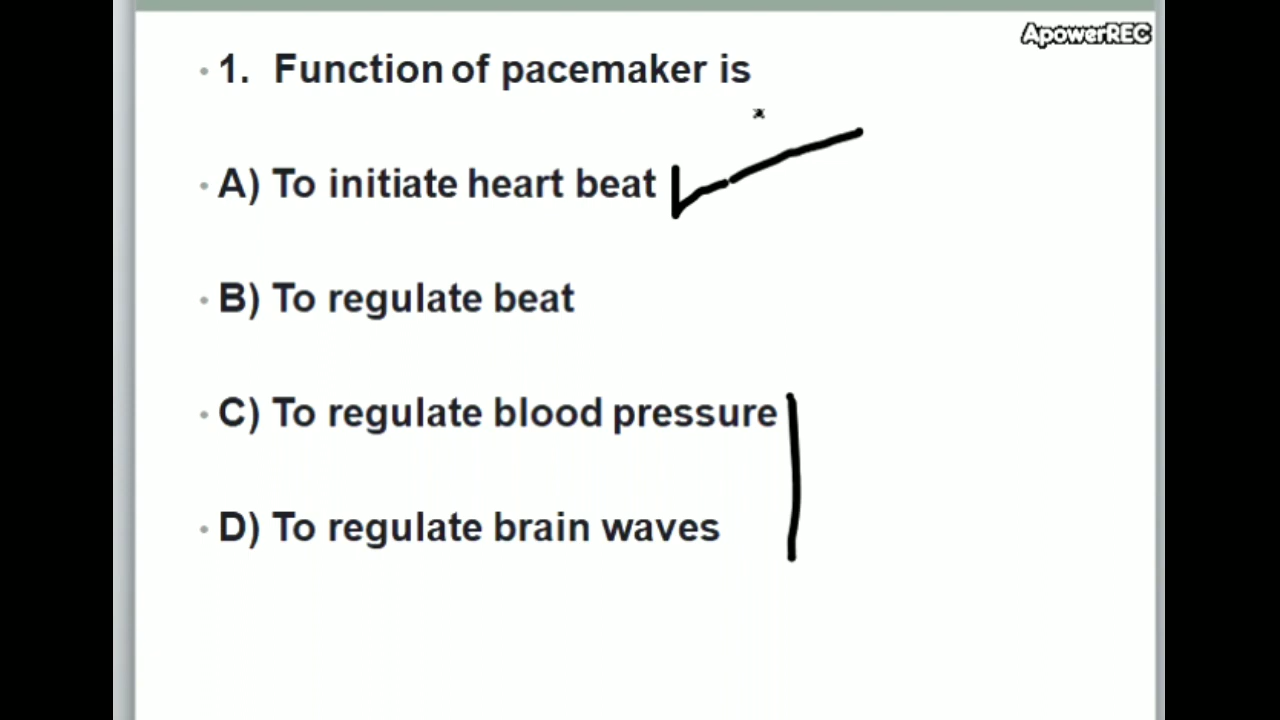 ApowerREC
• 1. Function of pacemaker is
• A) To initiate heart beat
• B) To regulate beat
• C) To regulate blood pressure
• D) To regulate brain waves